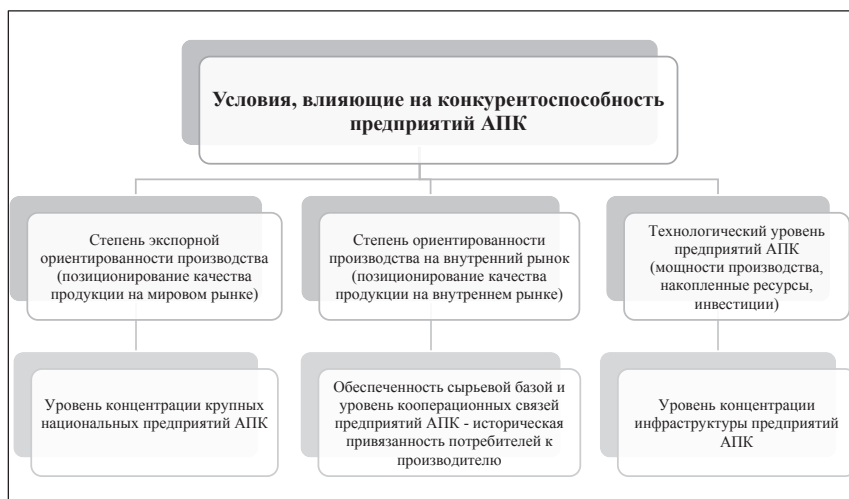 Условия, влияющие на конкурентоспособность
предприятий АПК
Степень экспорной
ориентированности производства
(позиционирование качества
продукции на мировом рынке)
Степень ориентированности
производства на внутренний рынок
(позиционирование качества
продукции на внутреннем рынке)
Технологический уровень
предприятий АПК
(мощности производства,
накопленные ресурсы,
инвестиции)
Уровень концентрации крупных
национальных предприятий АПК
Обеспеченность сырьевой базой и
уровень кооперационных связей
предприятий АПК - историческая
привязанность потребителей к
производителю
Уровень концентрации
инфраструктуры предприятий
АПК